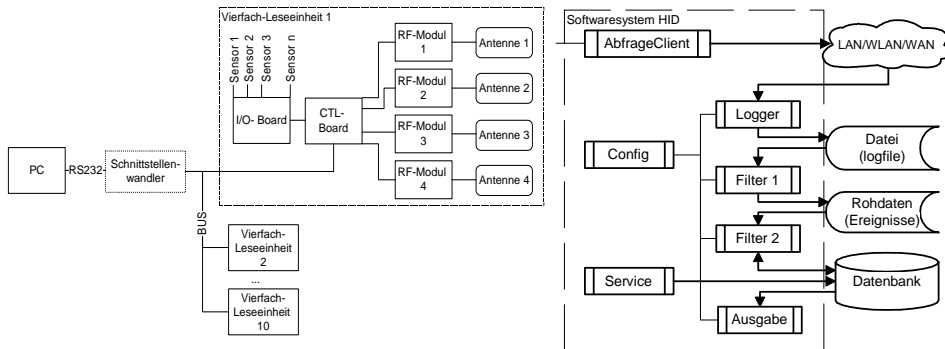 Vierfach-Leseeinheit 1
Sensor 1
Sensor 2
Sensor 3
Sensor n
I/O- Board
CTL-
Board
RF-Modul
1
Antenne 1
RF-Modul
2
Antenne 2
RF-Modul
3
Antenne 3
RF-Modul
4
Antenne 4
PC
RS232
Schnittstellen-
wandler
BUS
Vierfach-
Leseeinheit
2
...
Vierfach-
Leseeinheit
10
Softwaresystem HID
AbfrageClient
LAN/WLAN/WAN
Logger
Datei
(logfile)
Config
Filter 1
Rohdaten
(Ereignisse)
Filter 2
Service
Datenbank
Ausgabe